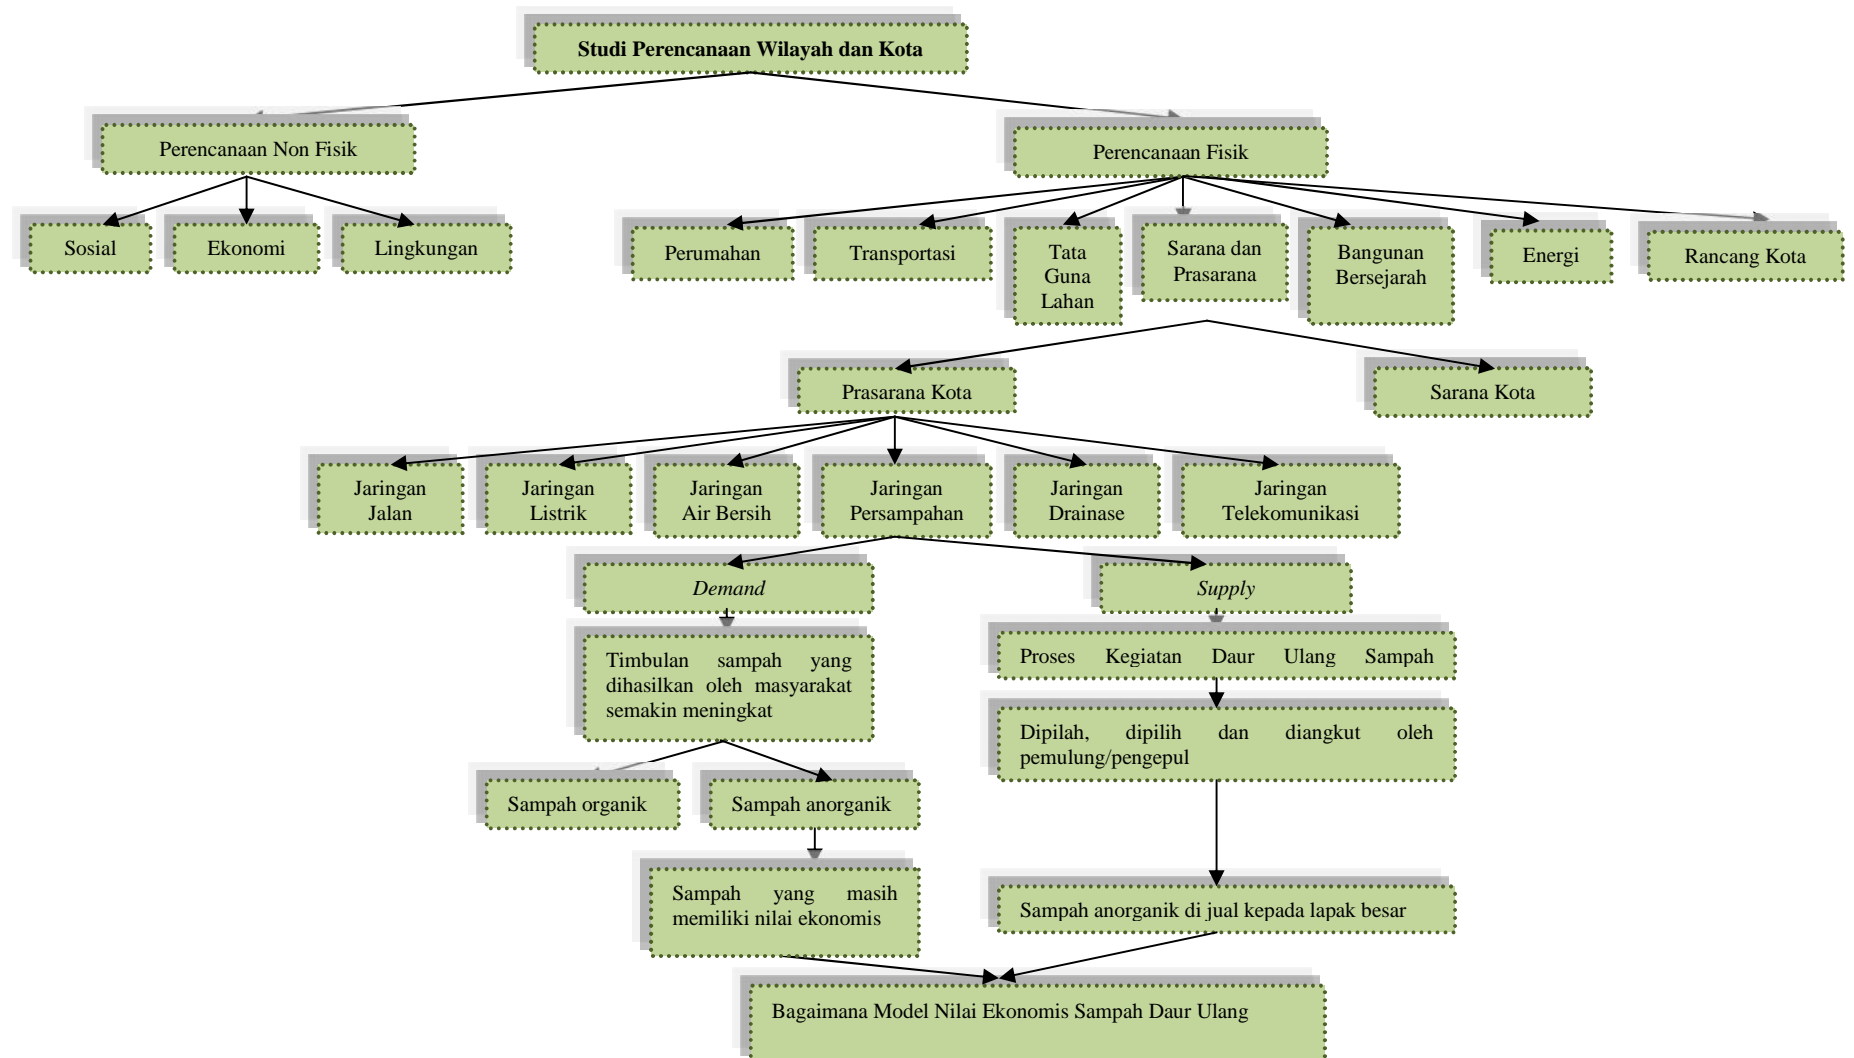 Studi Perencanaan Wilayah dan Kota
Perencanaan Non Fisik
Perencanaan Fisik
Sosial
Ekonomi
Lingkungan
Perumahan
Transportasi
Tata
Guna
Lahan
Sarana dan
Prasarana
Bangunan
Bersejarah
Energi
Rancang Kota
Prasarana Kota
Sarana Kota
Jaringan
Jalan
Jaringan
Listrik
Jaringan
Air Bersih
Jaringan
Persampahan
Jaringan
Drainase
Jaringan
Telekomunikasi
Demand
Supply
Timbulan sampah yang
dihasilkan oleh masyarakat
semakin meningkat
Proses Kegiatan Daur Ulang Sampah
Dipilah, dipilih dan diangkut oleh
pemulung/pengepul
Sampah organik
Sampah anorganik
Sampah yang masih
memiliki nilai ekonomis
Sampah anorganik di jual kepada lapak besar
Bagaimana Model Nilai Ekonomis Sampah Daur Ulang